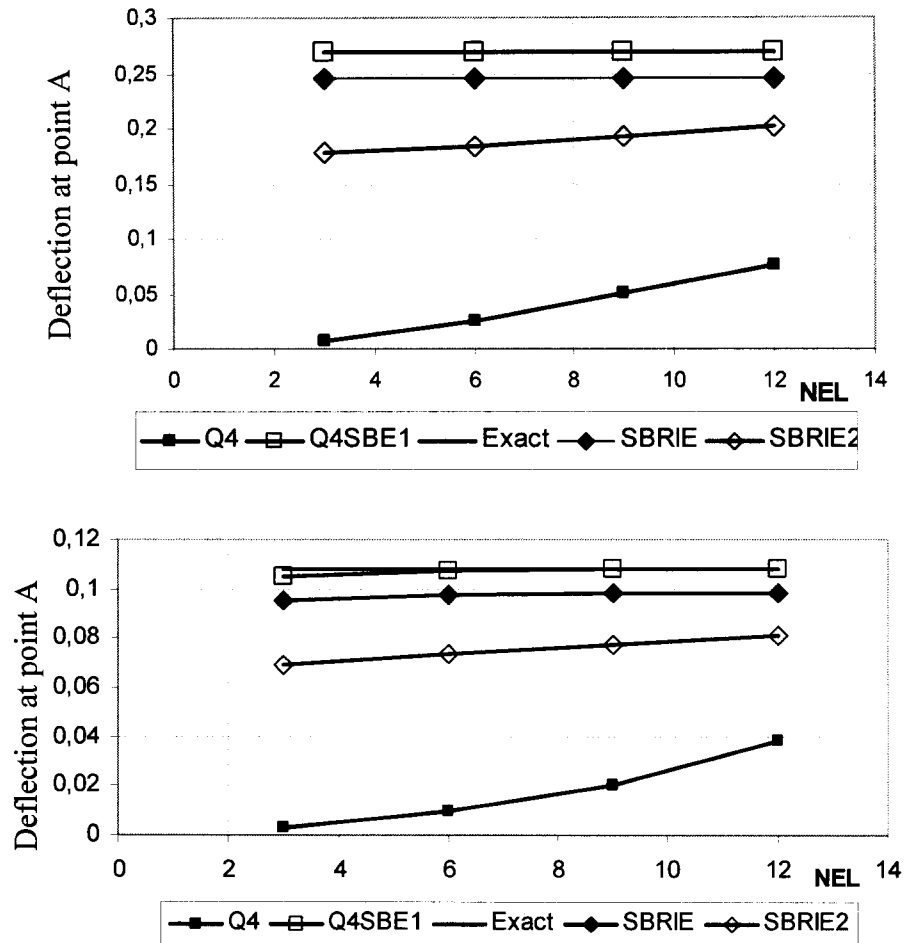 Deflection at point A
0,3
0,25
0,2
0,15
0,1
0,05
0
0 2 4 6 8 10 12 14
NEL
Q4 Q4SBE1 Exact SBRIE SBRIE2
Deflection at point A
0,12
0,1
0,08
0,06
0,04
0,02
0
0 2 4 6 8 10 12 14
NEL
Q4 Q4SBE1 Exact SBRIE SBRIE2